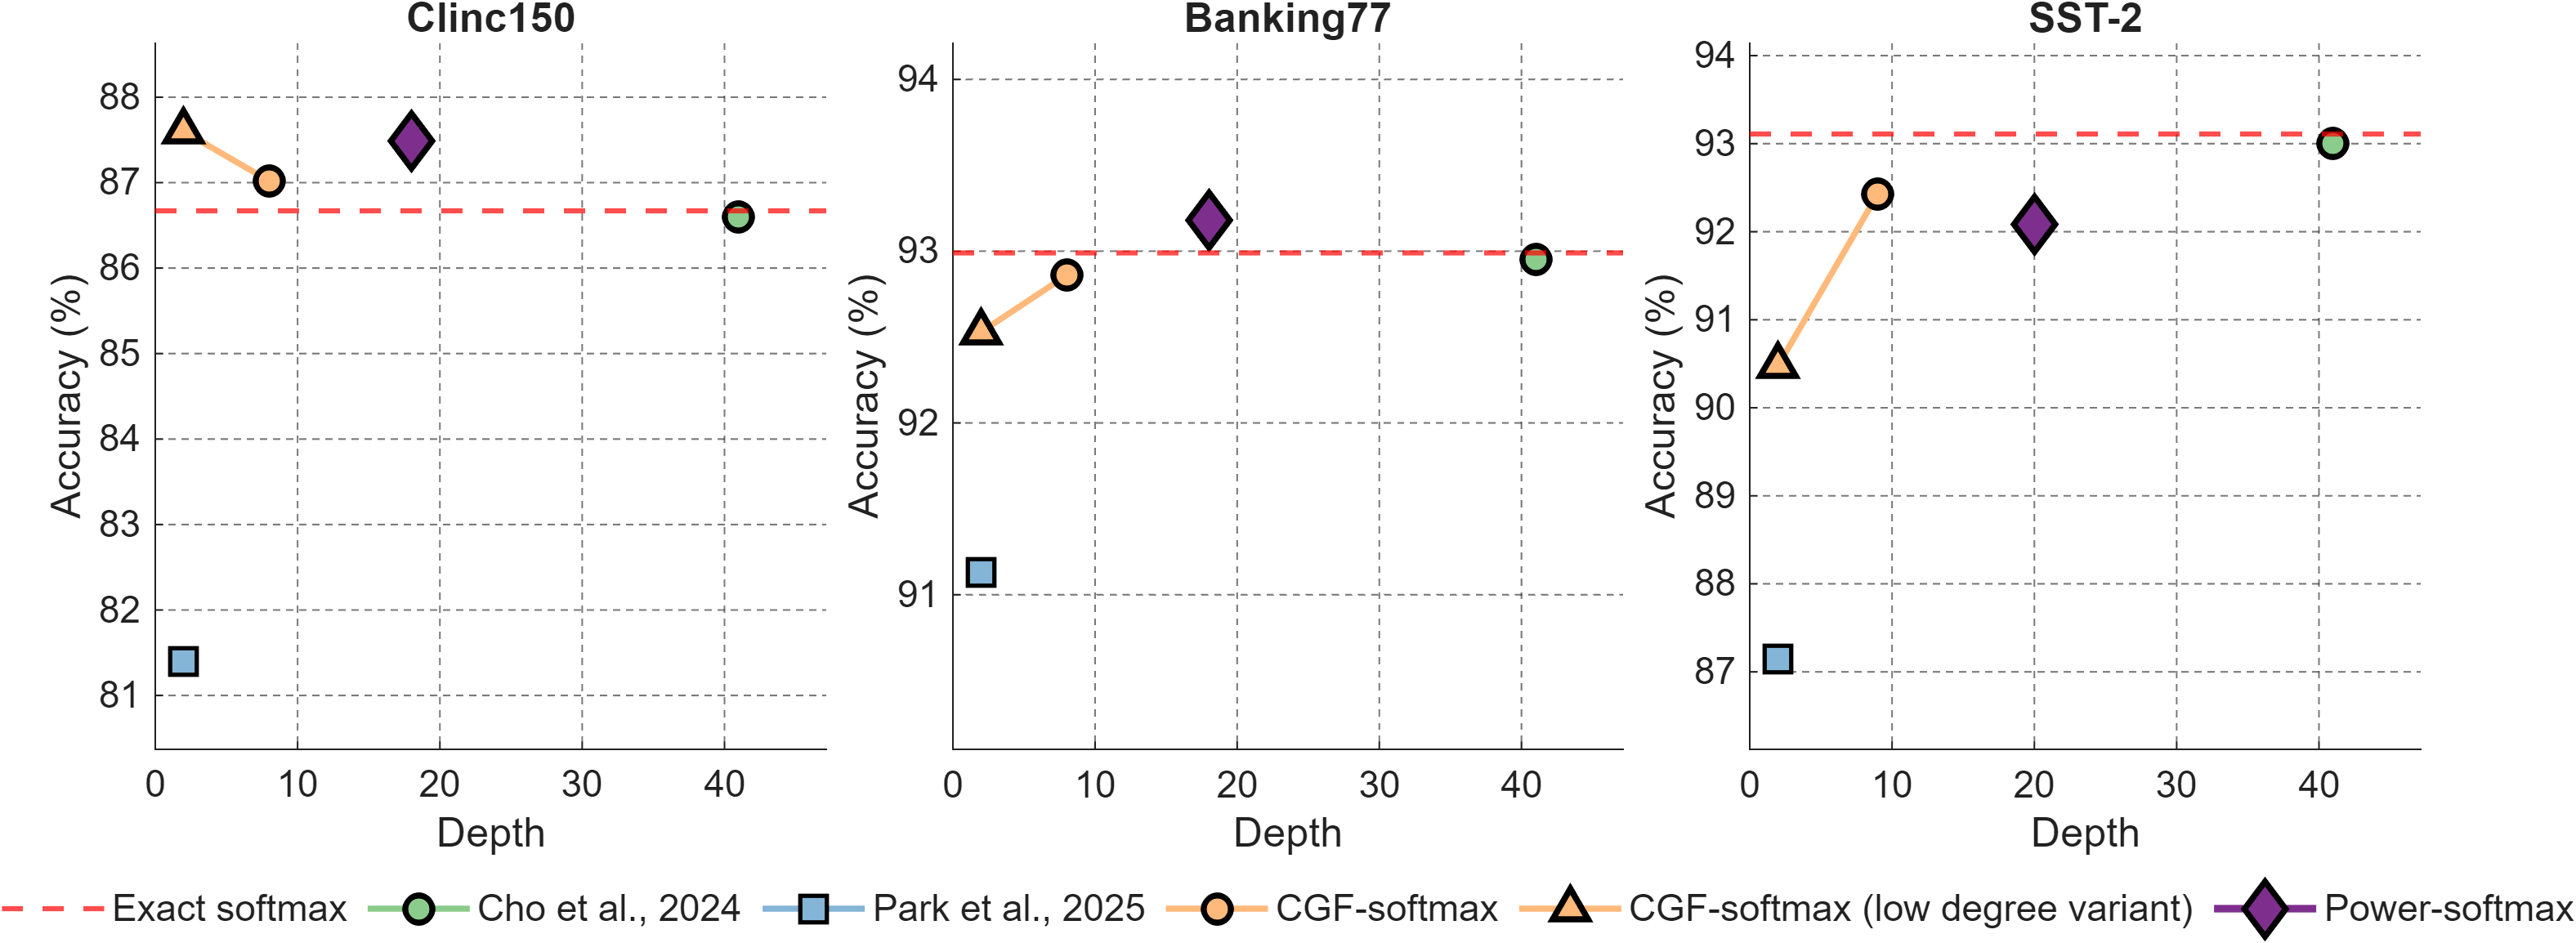 Clinc150
88
87
86
85
84
83
82
81
Accuracy (%)
0 10 20 30 40
Depth
Banking77
94
93
92
91
Accuracy (%)
0 10 20 30 40
Depth
SST-2
94
93
92
91
90
89
88
87
Accuracy (%)
0 10 20 30 40
Depth
Exact softmax Cho et al., 2024 Park et al., 2025 CGF-softmax CGF-softmax (low degree variant) Power-softmax